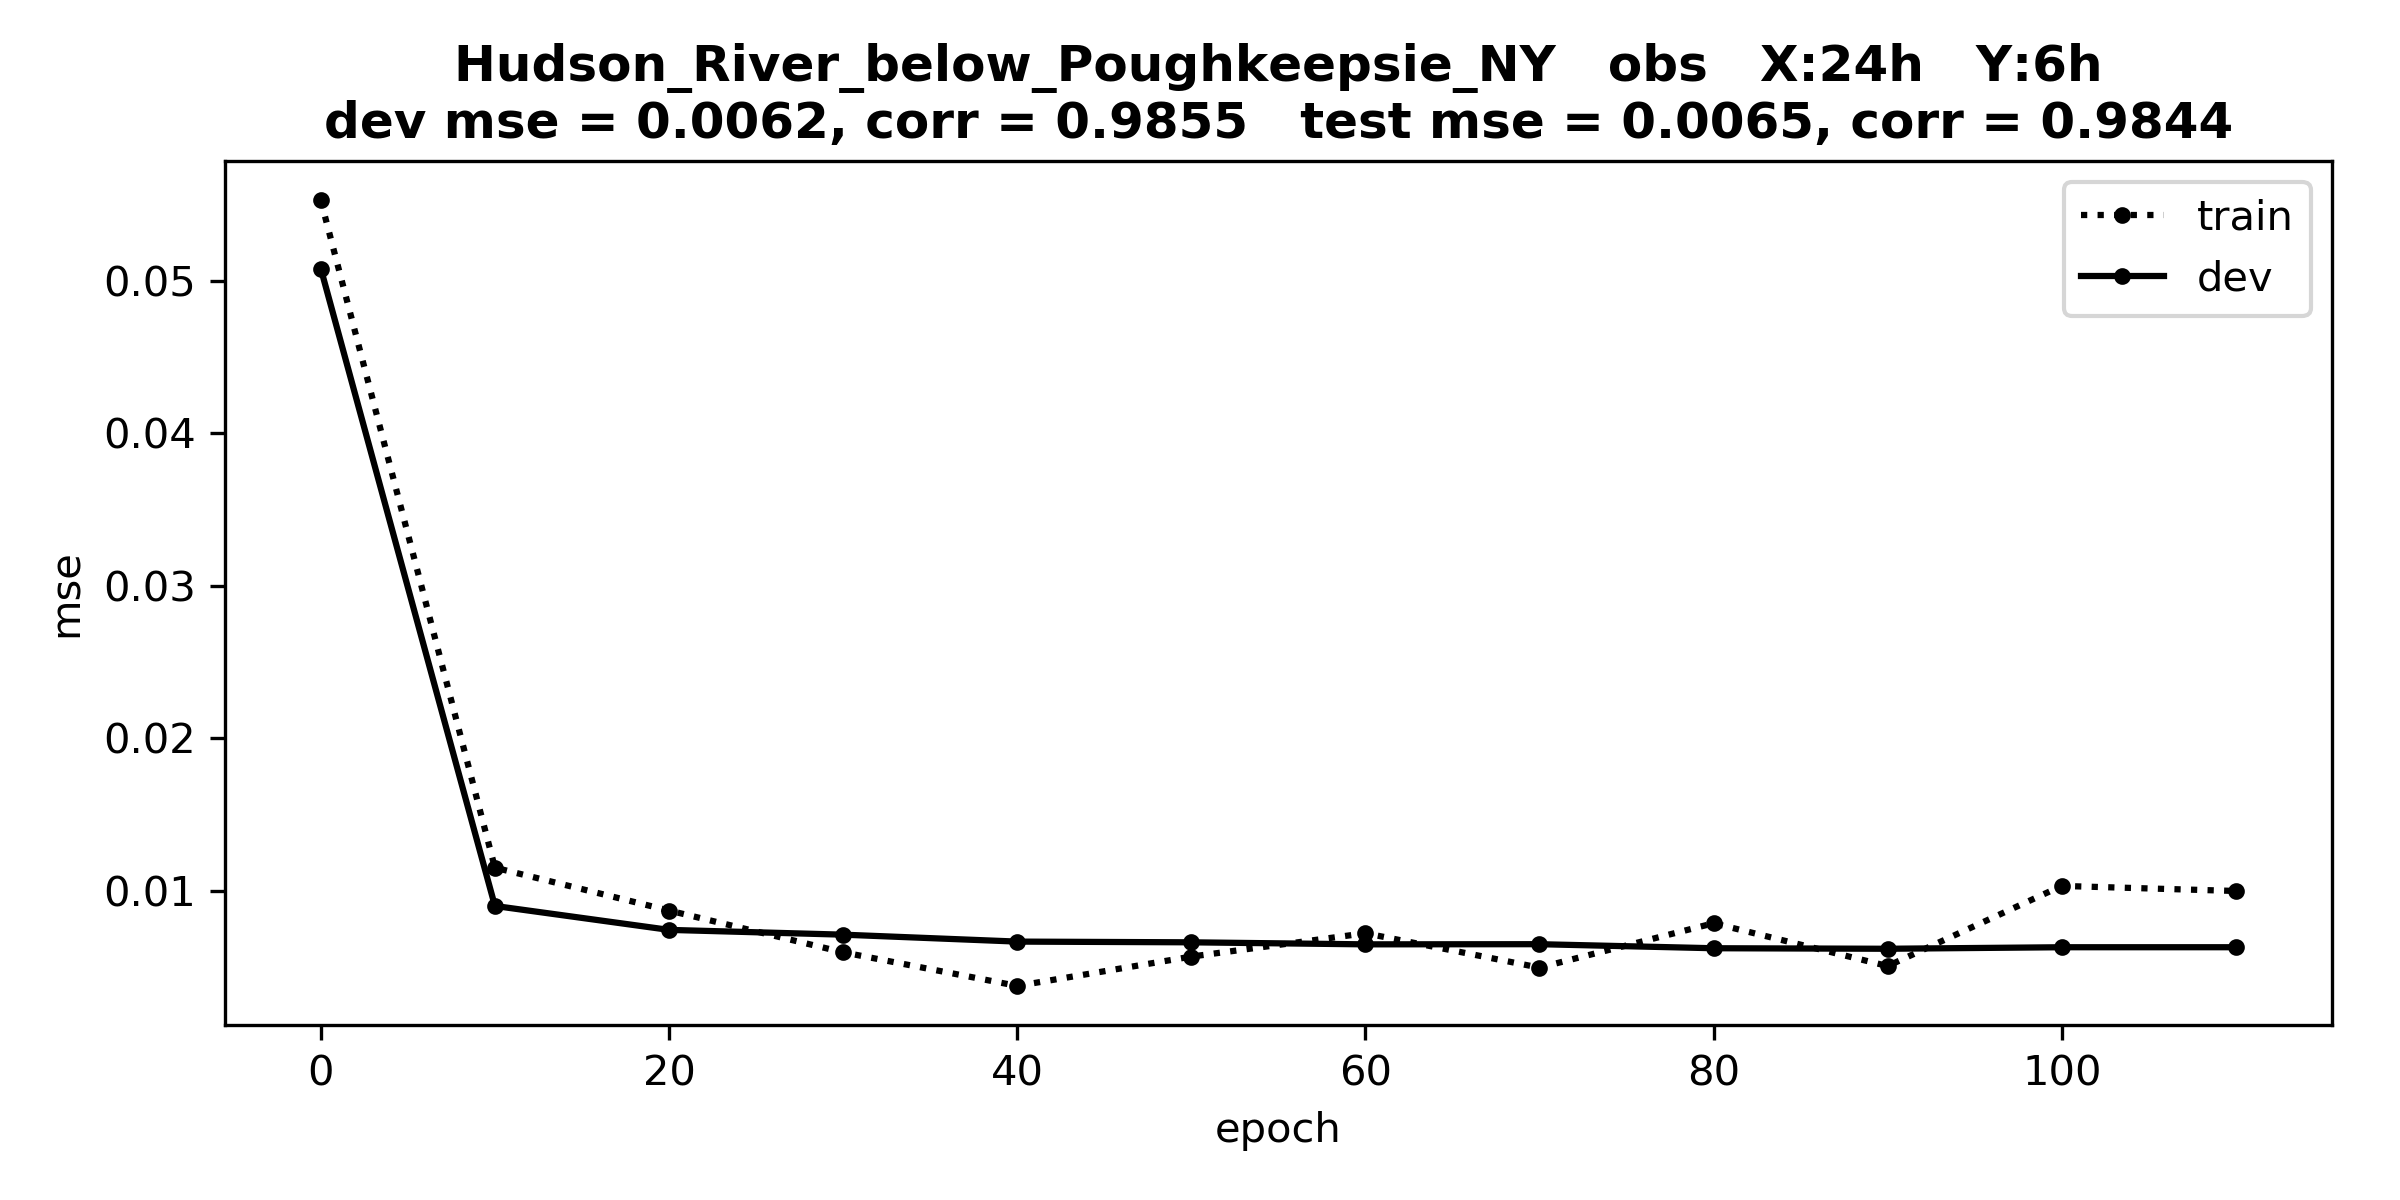 Hudson_River_below_Poughkeepsie_NY   obs   X:24h   Y:6h
dev mse = 0.0062, corr = 0.9855   test mse = 0.0065, corr = 0.9844
train
dev
0.05
0.04
0.03
0.02
0.01
mse
0 20 40 60 80 100
epoch